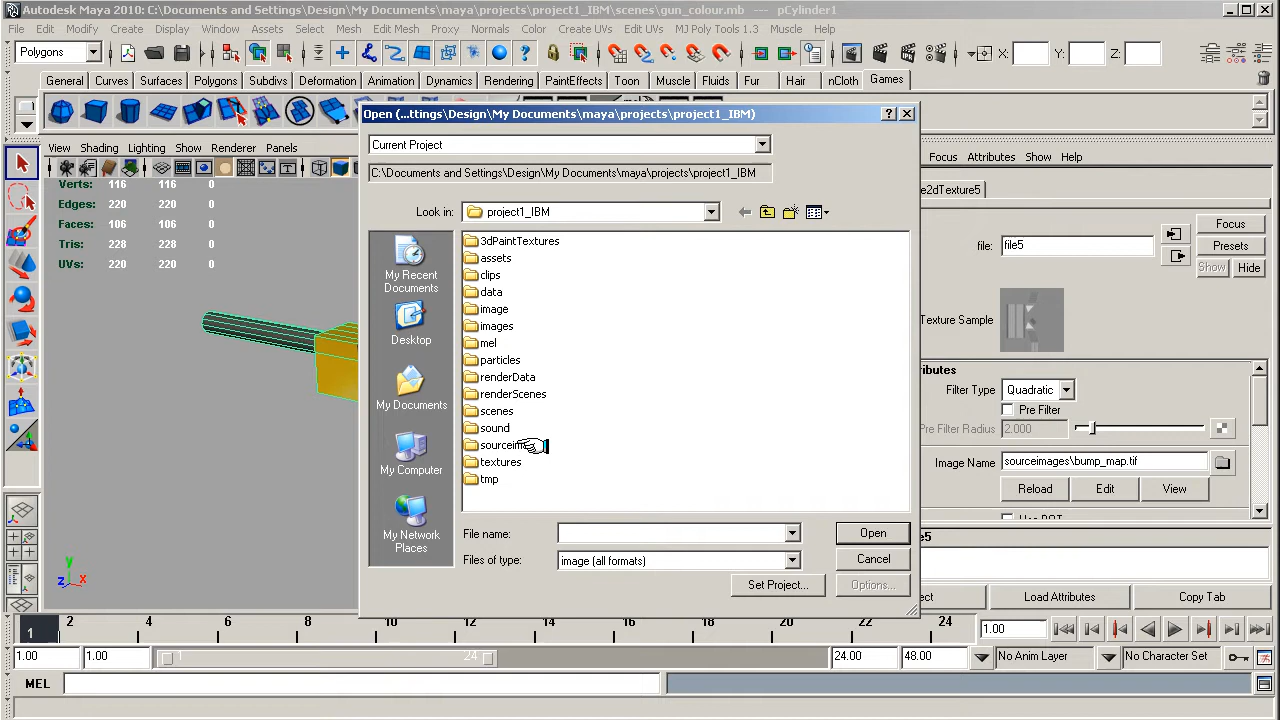 Autodesk Maya 2010: C:\Documents and Settings\Design\My Documents\maya\projects\project1_IBM\scenes\gun_colour.mb --- pCylinder1
File Edit Modify Create Display Window Assets Select Mesh Edit Mesh Proxy Normals Color Create UVs Edit UVs MJ Poly Tools 1.3 Muscle Help
Polygons X: Y: Z:
General Curves Surfaces Polygons Subdivs Deformation Animation Dynamics Rendering PaintEffects Toon Muscle Fluids Fur Hair nCloth Games
Open (...ttings\Design\My Documents\maya\projects\project1_IBM)
Current Project
C:\Documents and Settings\Design\My Documents\maya\projects\project1_IBM
Look in: project1_IBM
My Recent Documents
Desktop
My Documents
My Computer
My Network Places
3dPaintTextures
assets
clips
data
image
images
mel
particles
renderData
renderScenes
scenes
sound
textures
tmp
File name: Open
Files of type: image (all formats) Cancel
Set Project... Options...
View Shading Lighting Show Renderer Panels
Verts: 116 116 0
Edges: 220 220 0
Faces: 106 106 0
Tris: 228 228 0
UVs: 220 220 0
y
z x
Focus Attributes Show Help
e2dTexture5
file: file5
Focus
Presets
Show Hide
Texture Sample
ributes
Filter Type Quadratic
Pre Filter
Pre Filter Radius 2.000
Image Name sourceimages\bump_map.tif
Reload Edit View
e5
ect Load Attributes Copy Tab
1 2 4 6 8 10 12 14 16 18 20 22 24 1.00
1.00 1.00 1 24 24.00 48.00 No Anim Layer No Character Set
MEL